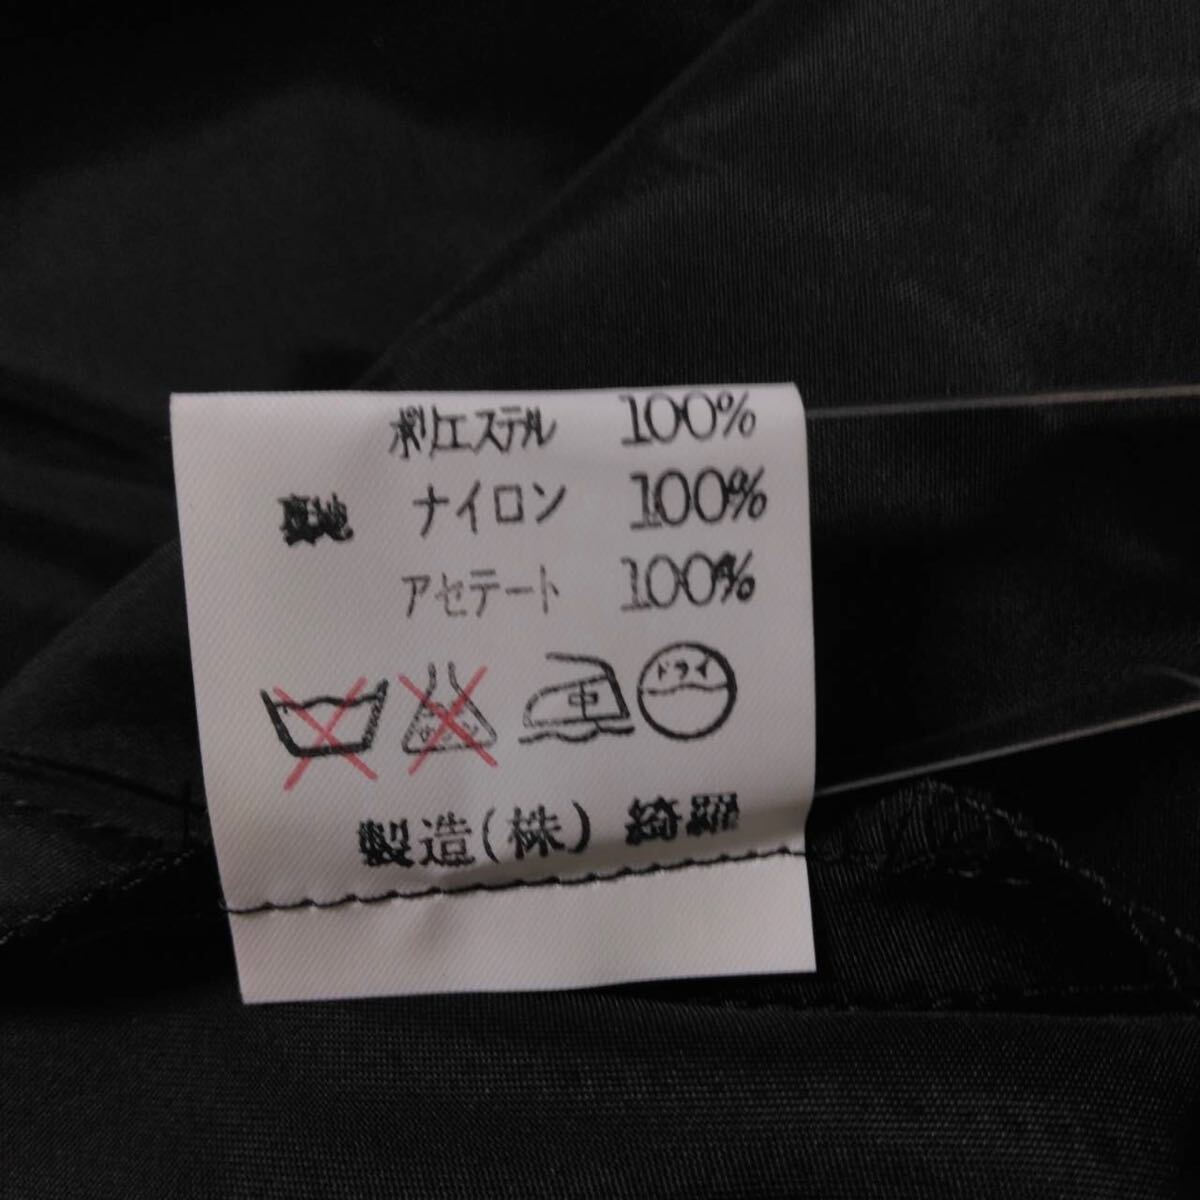 ポリエステル 100%
裏地 ナイロン 100%
アセテート 100%
中 ドライ
製造(株) 綺羅